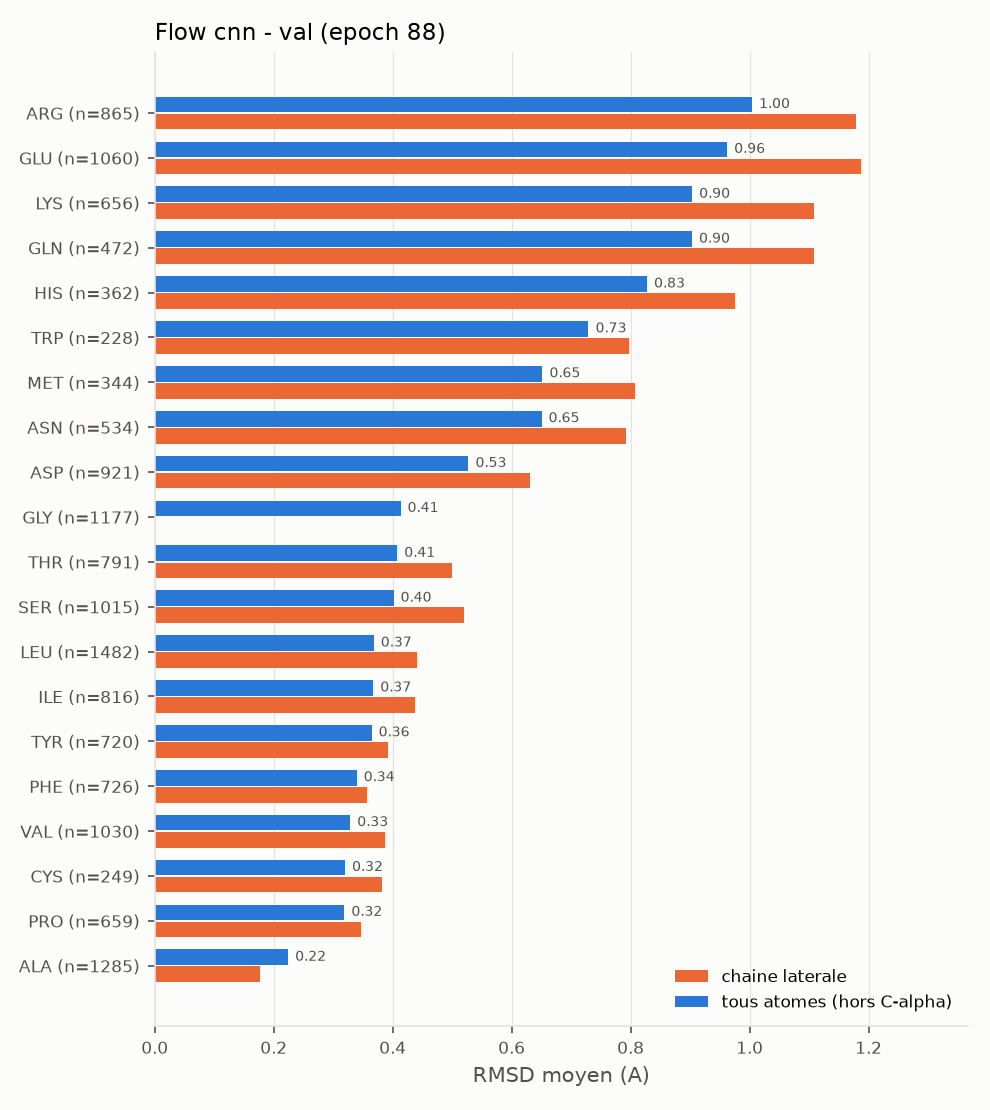 Flow cnn - val (epoch 88)
ARG (n=865) 1.00
GLU (n=1060) 0.96
LYS (n=656) 0.90
GLN (n=472) 0.90
HIS (n=362) 0.83
TRP (n=228) 0.73
MET (n=344) 0.65
ASN (n=534) 0.65
ASP (n=921) 0.53
GLY (n=1177) 0.41
THR (n=791) 0.41
SER (n=1015) 0.40
LEU (n=1482) 0.37
ILE (n=816) 0.37
TYR (n=720) 0.36
PHE (n=726) 0.34
VAL (n=1030) 0.33
CYS (n=249) 0.32
PRO (n=659) 0.32
ALA (n=1285) 0.22
chaine laterale
tous atomes (hors C-alpha)
0.0 0.2 0.4 0.6 0.8 1.0 1.2
RMSD moyen (A)